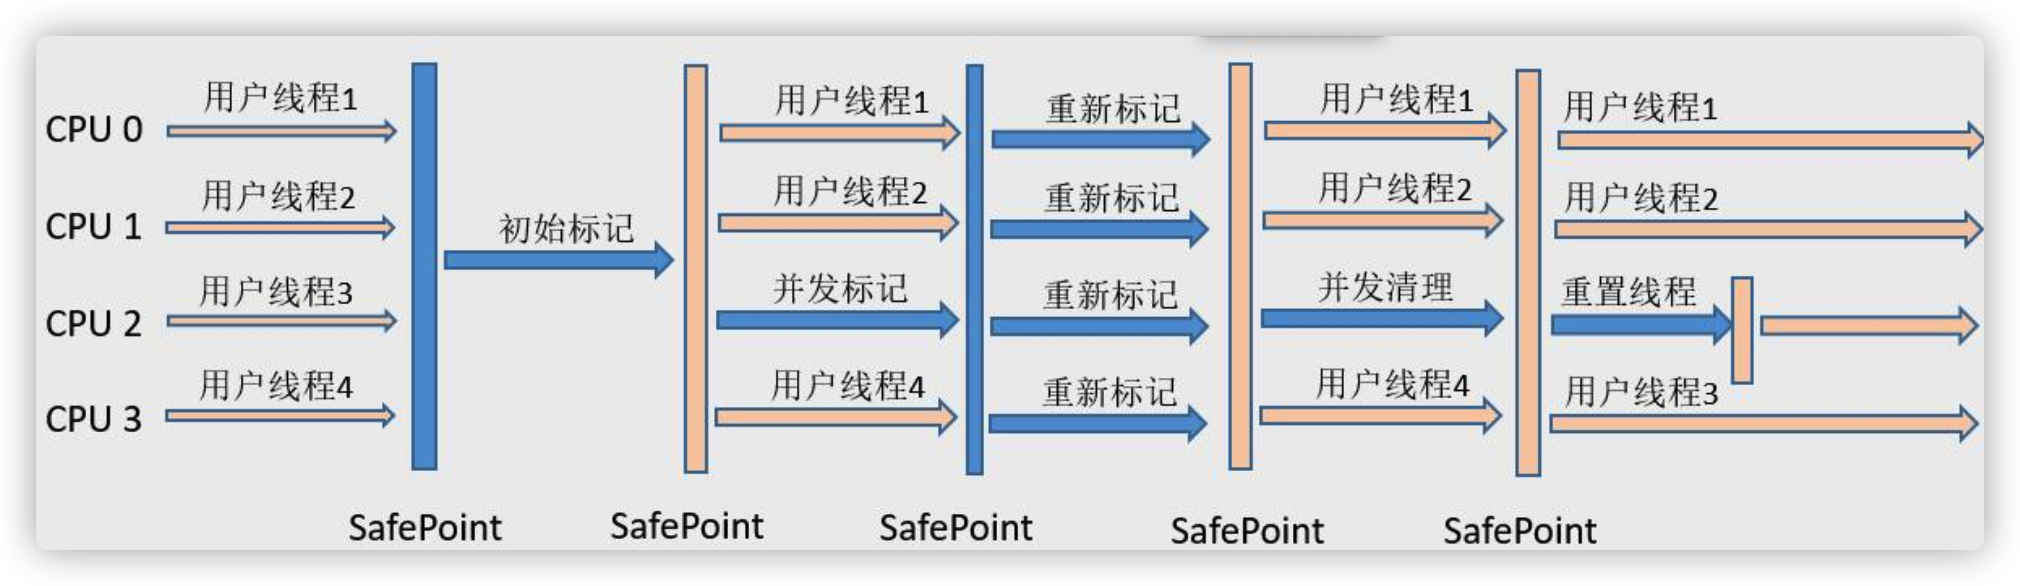 用户线程1
用户线程1
重新标记
用户线程1
用户线程1
CPU 0
用户线程2
用户线程2
重新标记
用户线程2
用户线程2
CPU 1
初始标记
用户线程3
并发标记
重新标记
并发清理
重置线程
CPU 2
用户线程4
用户线程4
重新标记
用户线程4
用户线程3
CPU 3
SafePoint
SafePoint
SafePoint
SafePoint
SafePoint